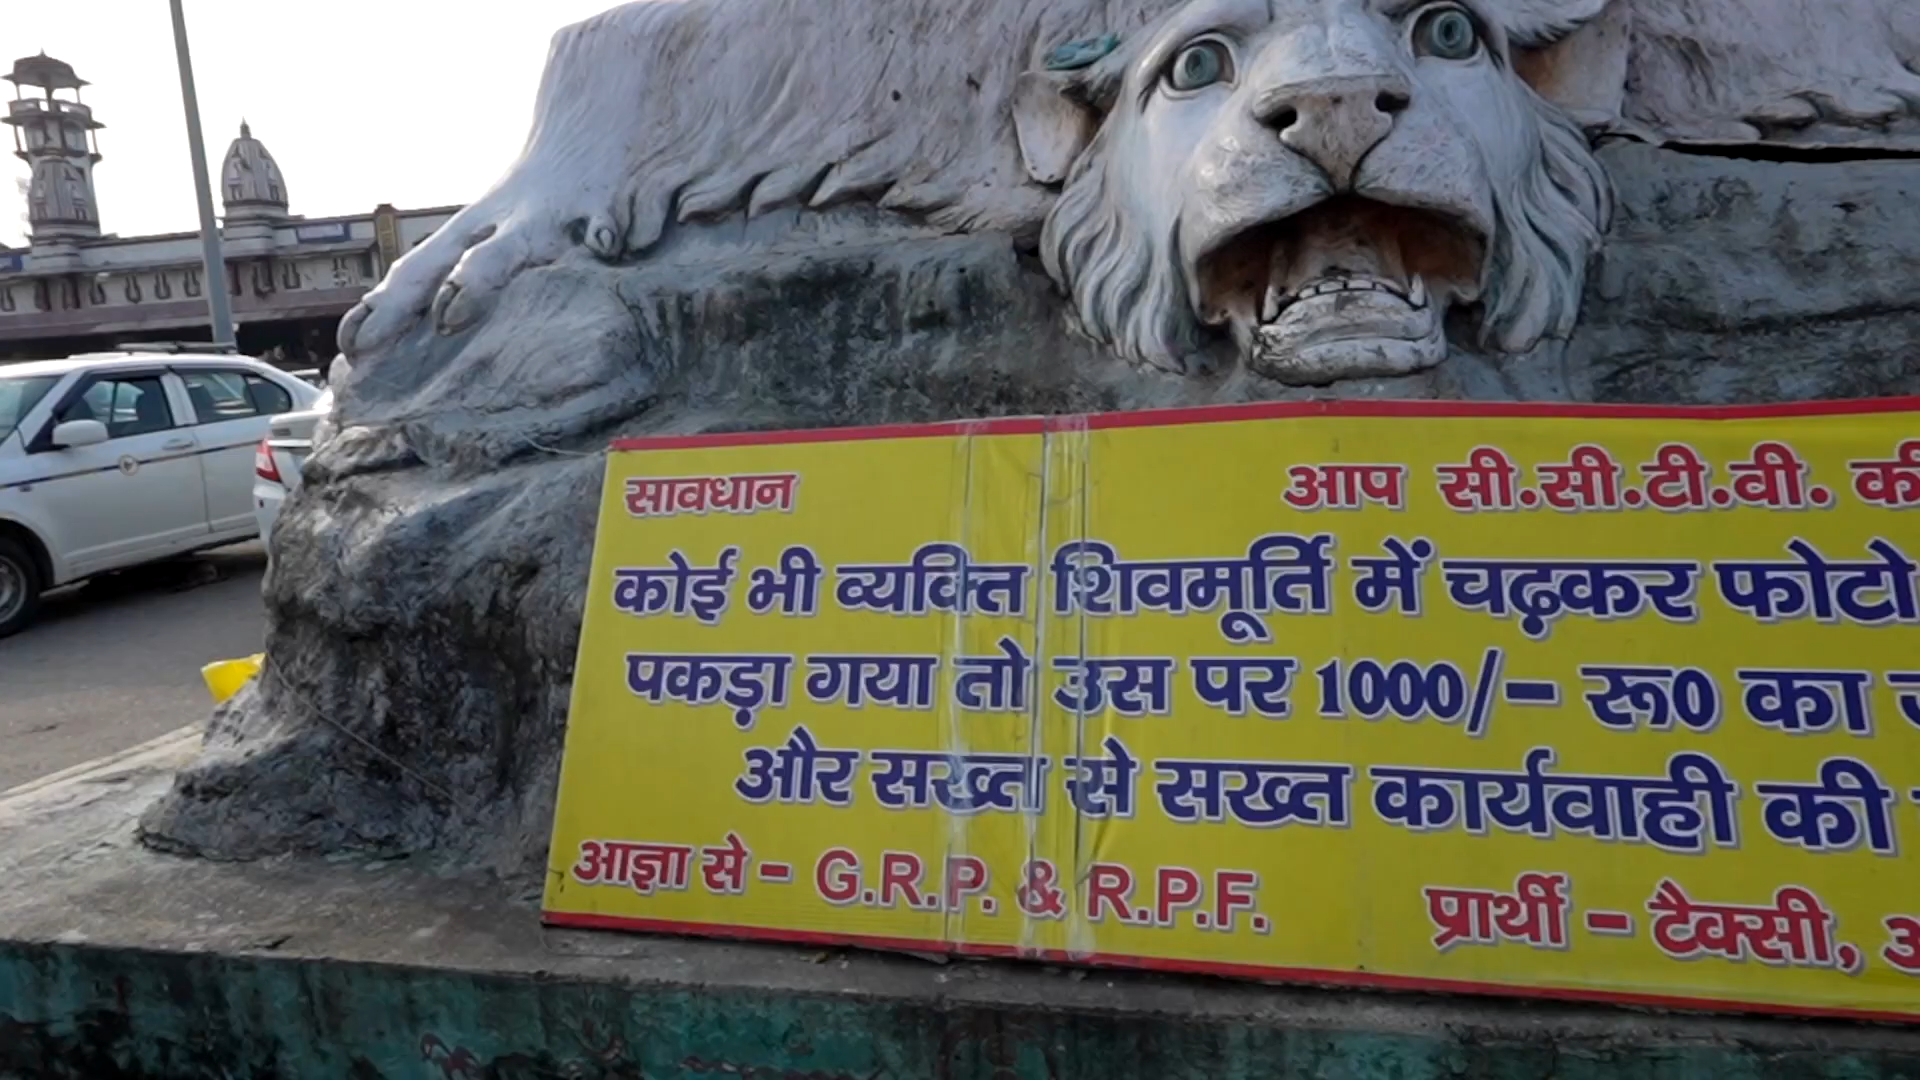 सावधान आप सी.सी.टी.वी. की
कोई भी व्यक्ति शिवमूर्ति में चढ़कर फोटो
पकड़ा गया तो उस पर 1000/- रू0 का
और सख्त से सख्त कार्यवाही की
आज्ञा से - G.R.P. & R.P.F. प्रार्थी - टैक्सी,